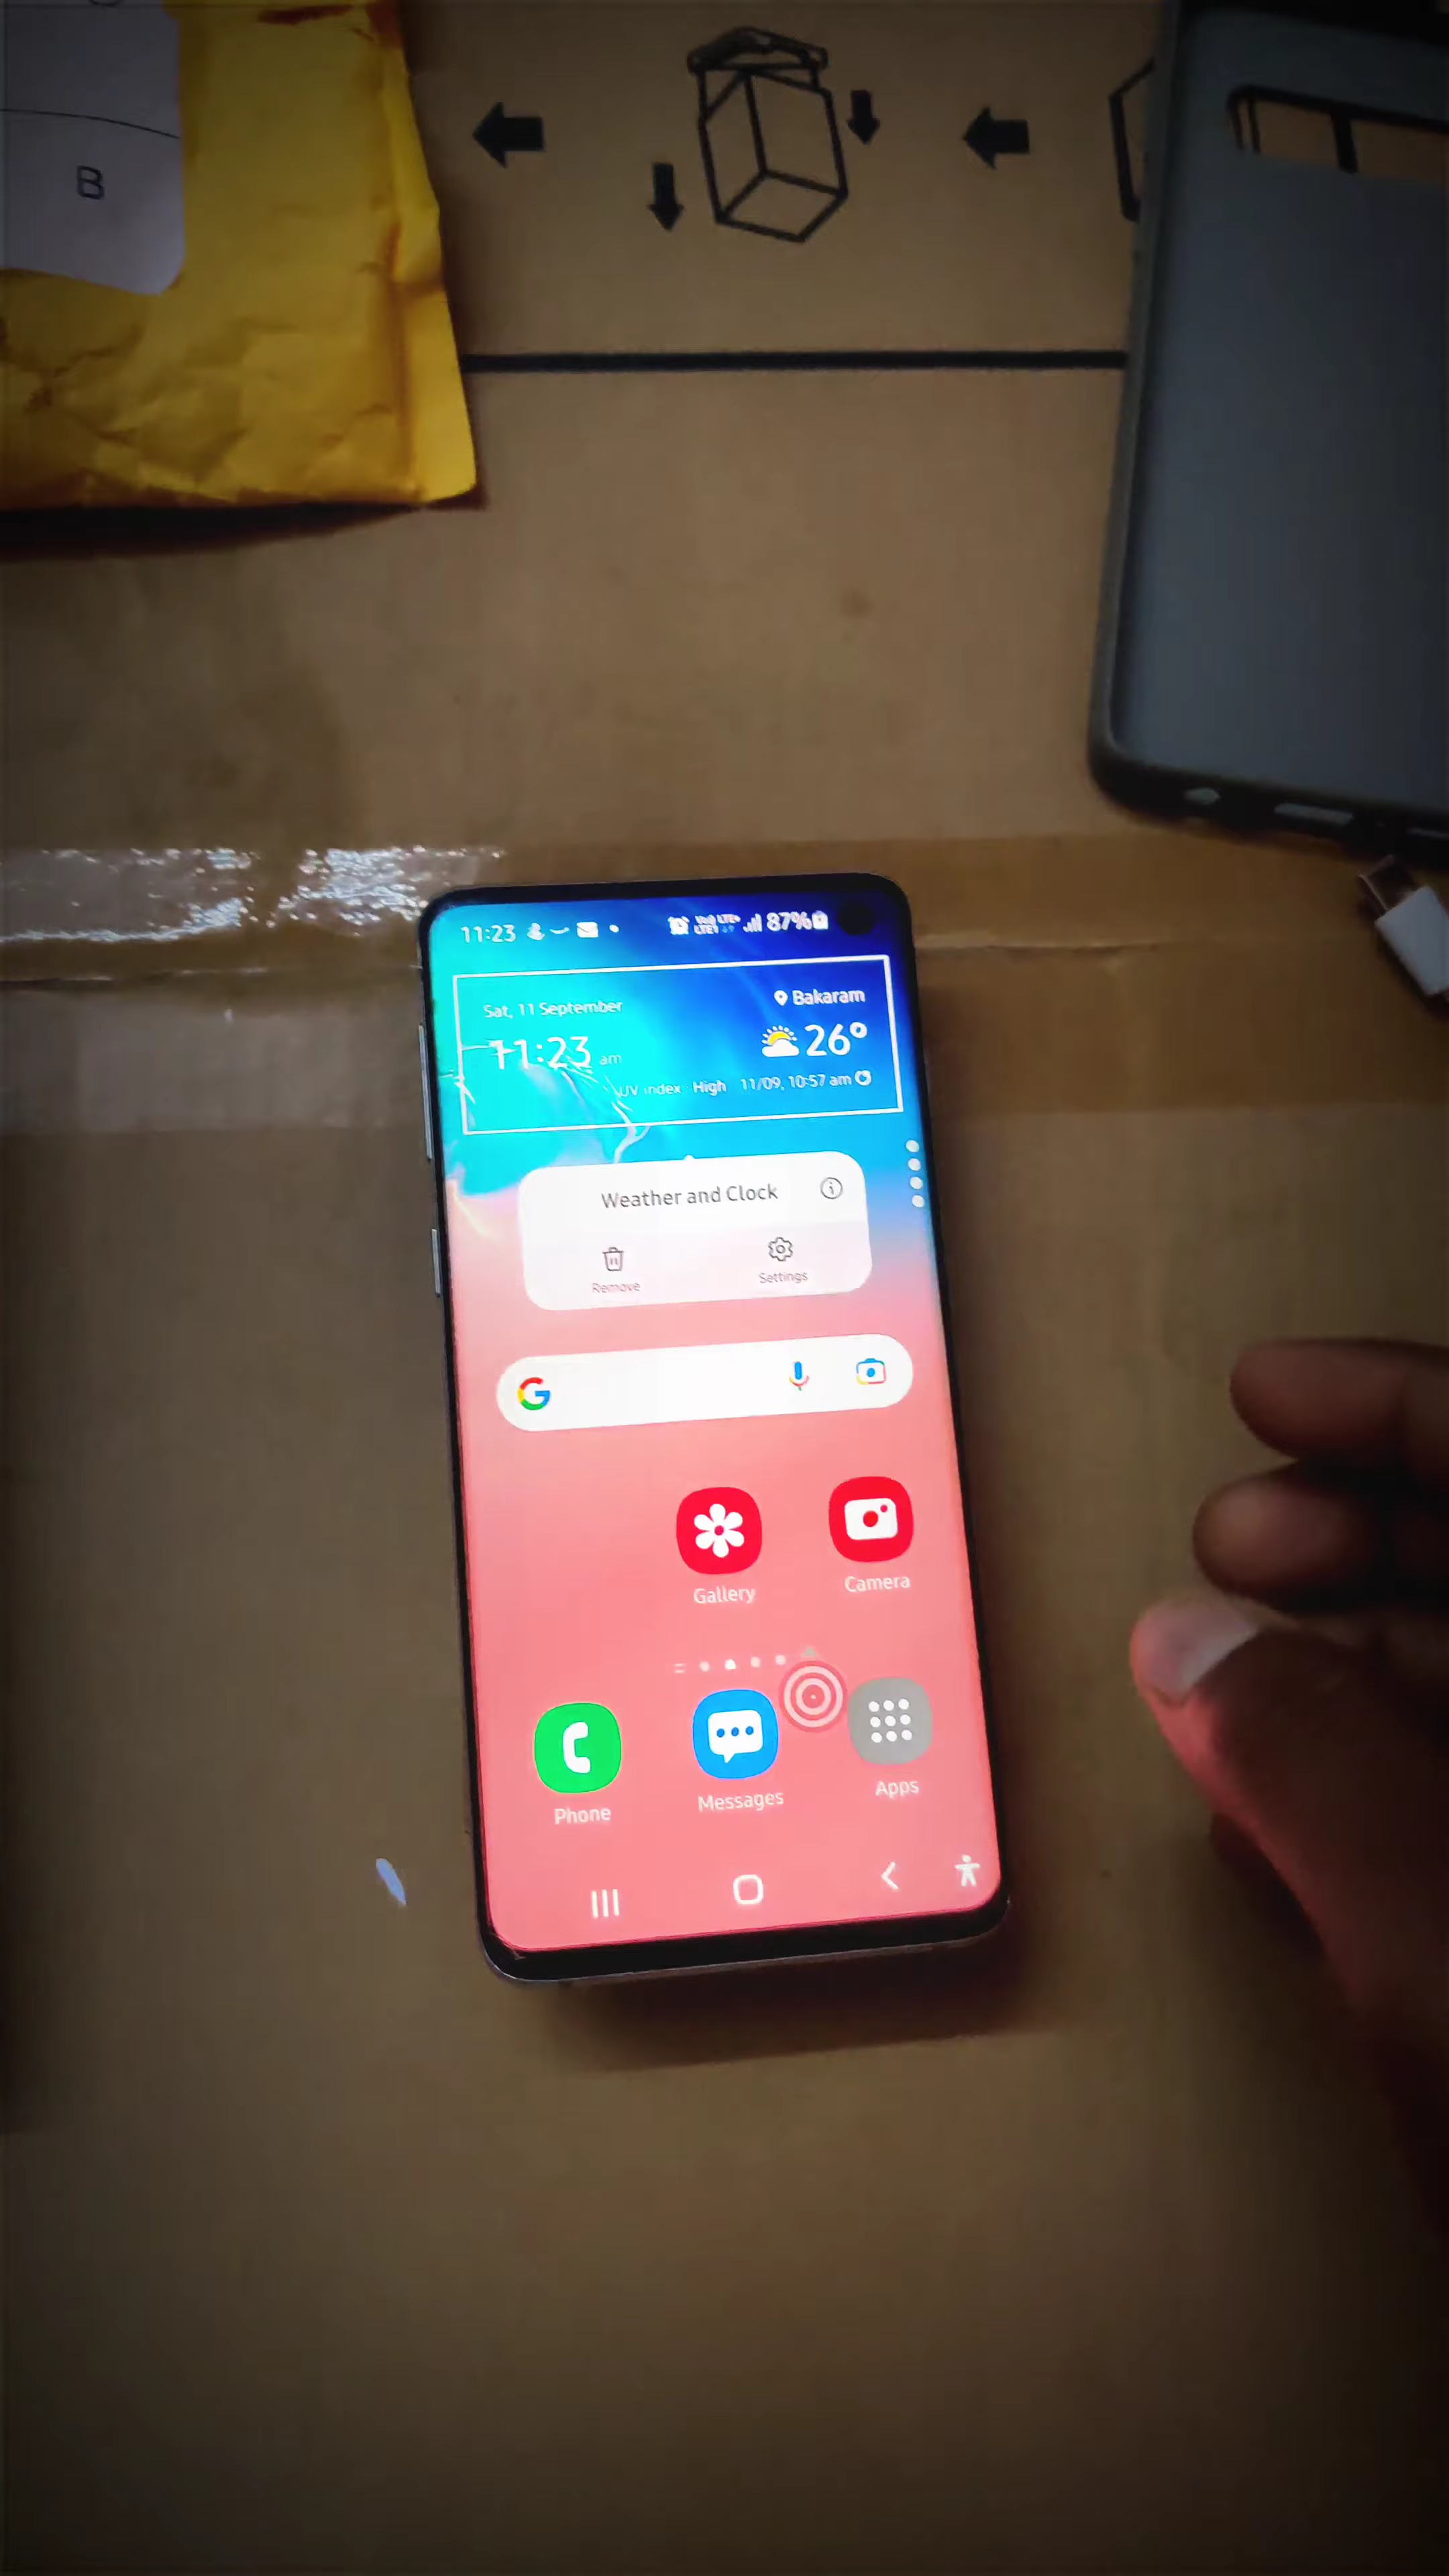 B
11:23
87%
Sat, 11 September
Bakaram
11:23 am
26°
UV index High 11/09, 10:57 am
Weather and Clock
Remove
Settings
G
Gallery
Camera
Phone
Messages
Apps